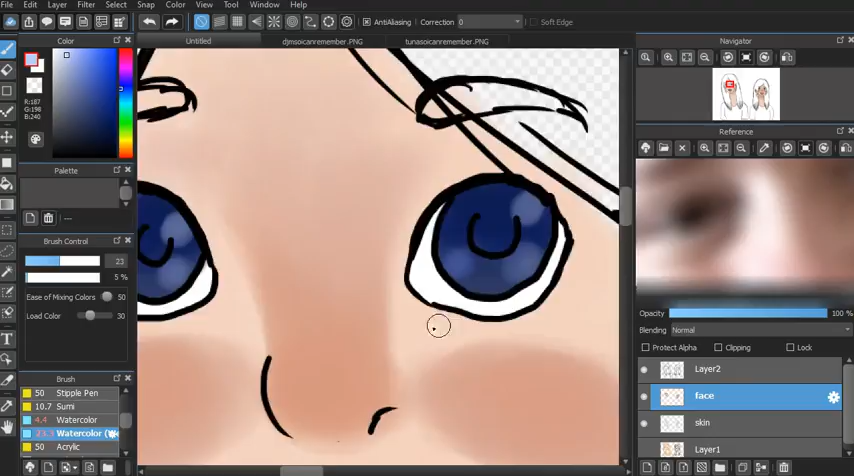 File Edit Filter Select Snap Color View Tool Window Help
AntiAliasing Correction 0 Soft Edge
Untitled djmsoicanremember.PNG tunasoicanremember.PNG
Color
R:187
G:198
B:240
Palette
---
Brush Control
23
5 %
Ease of Mixing Colors 50
Load Color 30
Brush
50 Stipple Pen
10.7 Sumi
4.4 Watercolor
23.3 Watercolor (
50 Acrylic
Navigator
Reference
Opacity 100 %
Blending Normal
Protect Alpha Clipping Lock
Layer2
face
skin
Layer1